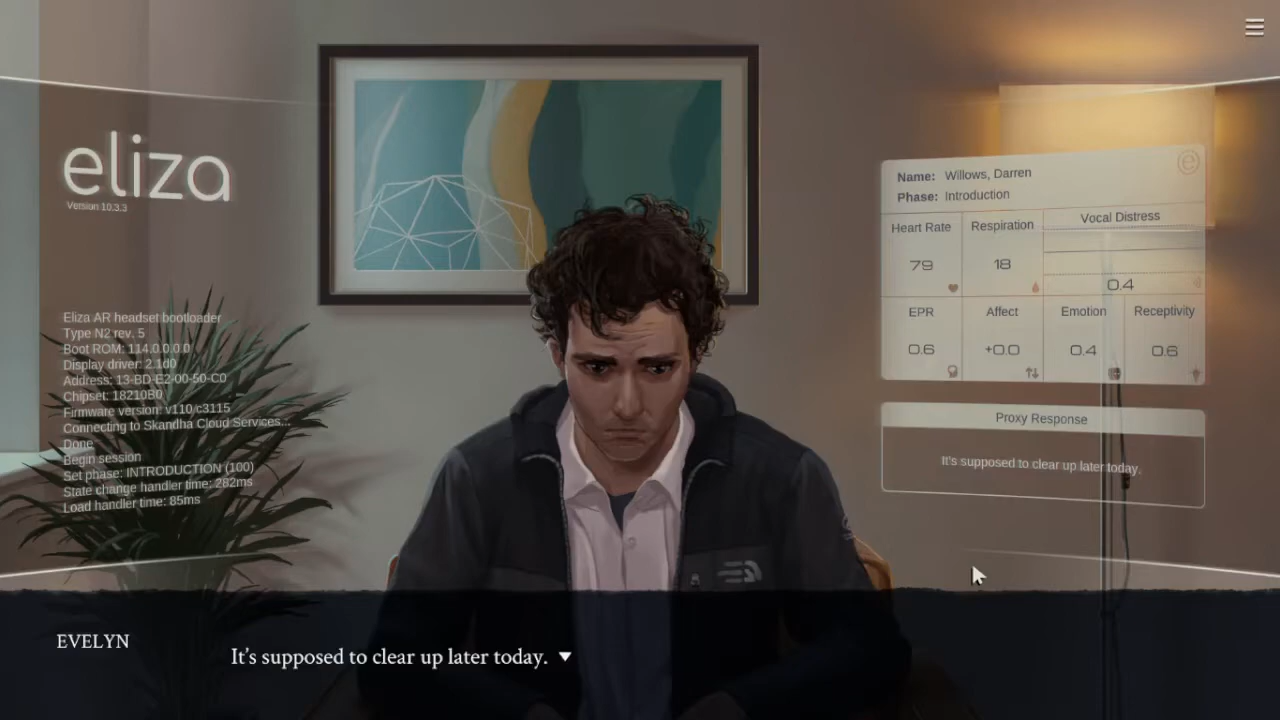 eliza
Version 10.3.3
Eliza AR headset bootloader
Type N2 rev. 5
Boot ROM: 114.0.0.0.0
Display driver: 2.1d0
Address: 13-BD-E2-00-50-C0
Chipset: 18210B0
Firmware version: v110 c3115
Connecting to Skandha Cloud Services...
Done
Begin session
Set phase: INTRODUCTION (100)
State change handler time: 282ms
Load handler time: 85ms
Name: Willows, Darren
Phase: Introduction
Heart Rate Respiration Vocal Distress
79 18 0.4
EPR Affect Emotion Receptivity
0.6 +0.0 0.4 0.6
Proxy Response
It's supposed to clear up later today.
EVELYN
It's supposed to clear up later today.